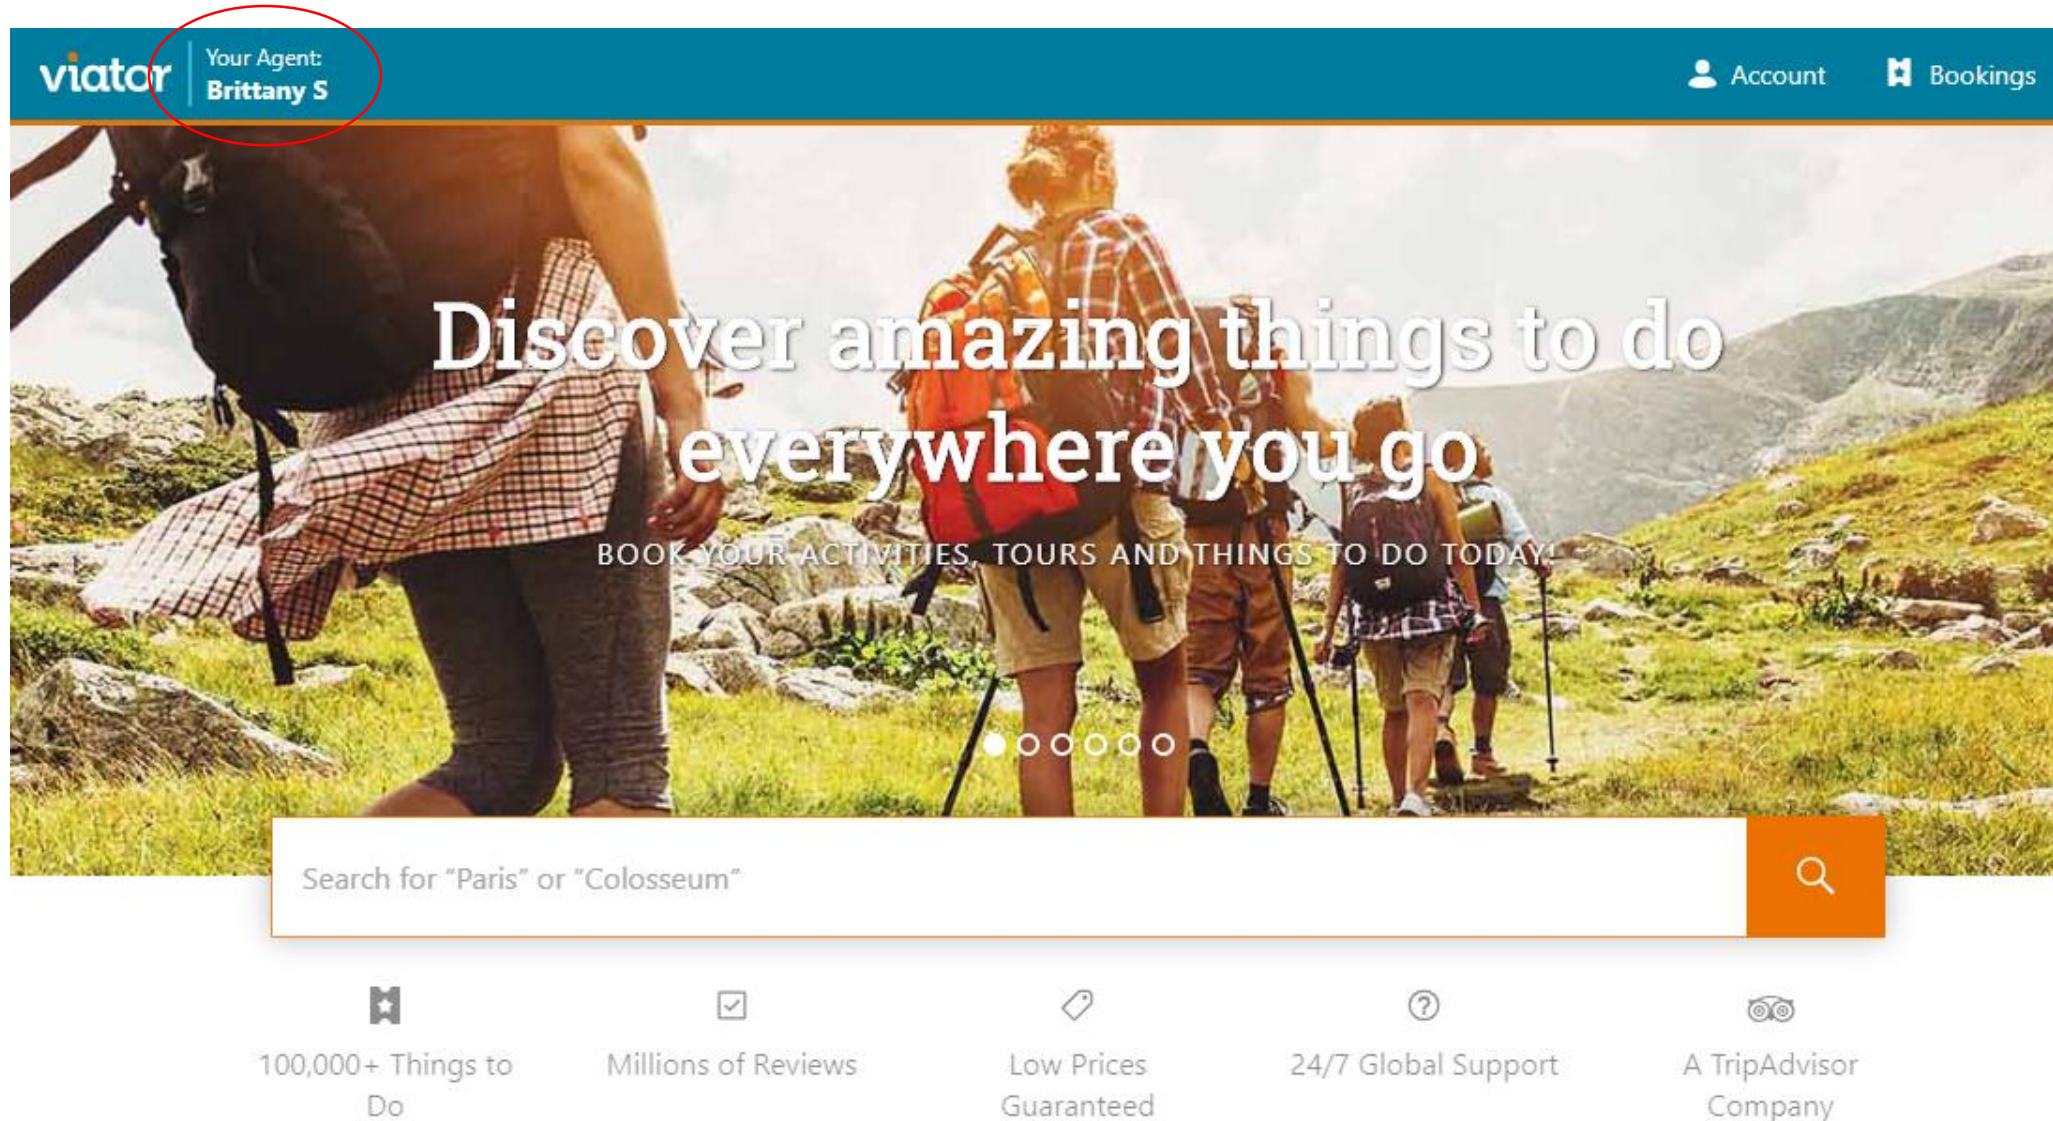 viator
Your Agent:
Brittany S
Account
Bookings
Discover amazing things to do
everywhere you go
BOOK YOUR ACTIVITIES, TOURS AND THINGS TO DO TODAY!
Search for "Paris" or "Colosseum"
100,000+ Things to
Do
Millions of Reviews
Low Prices
Guaranteed
24/7 Global Support
A TripAdvisor
Company